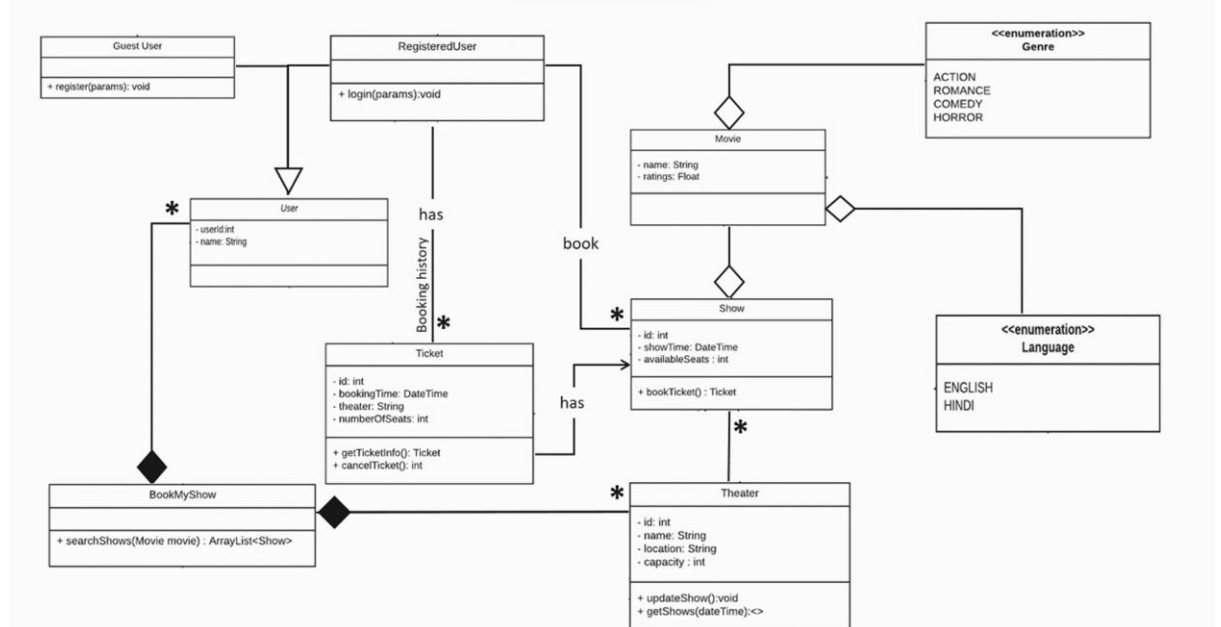 Guest User
+ register(params): void
RegisteredUser
+ login(params):void
<<enumeration>>
Genre
ACTION
ROMANCE
COMEDY
HORROR
Movie
- name: String
- ratings: Float
*
User
- userid:int
- name: String
has
Booking history
*
book
*
Show
- id: int
- showTime: DateTime
- availableSeats : int
+ bookTicket() : Ticket
<<enumeration>>
Language
ENGLISH
HINDI
Ticket
- id: int
- bookingTime: DateTime
- theater: String
- numberOfSeats: int
+ getTicketInfo(): Ticket
+ cancelTicket(): int
has
*
BookMyShow
+ searchShows(Movie movie) : ArrayList<Show>
*
Theater
- id: int
- name: String
- location: String
- capacity : int
+ updateShow():void
+ getShows(dateTime):<>